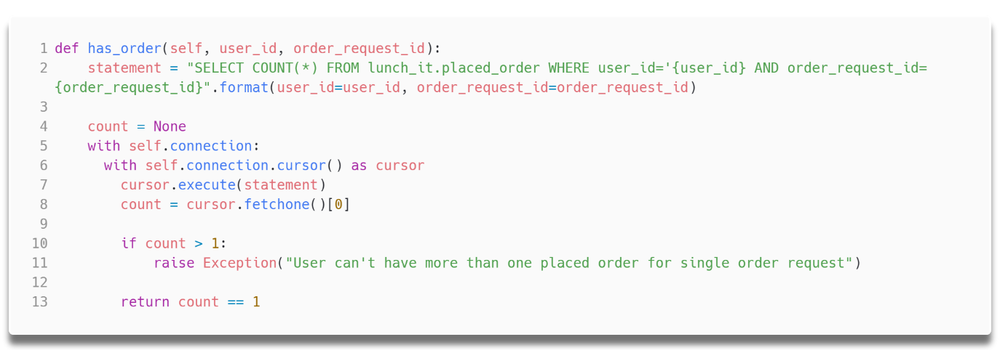 1 def has_order(self, user_id, order_request_id):
2     statement = "SELECT COUNT(*) FROM lunch_it.placed_order WHERE user_id='{user_id} AND order_request_id=
{order_request_id}".format(user_id=user_id, order_request_id=order_request_id)
3
4     count = None
5     with self.connection:
6       with self.connection.cursor() as cursor
7         cursor.execute(statement)
8         count = cursor.fetchone()[0]
9
10         if count > 1:
11             raise Exception("User can't have more than one placed order for single order request")
12
13         return count == 1